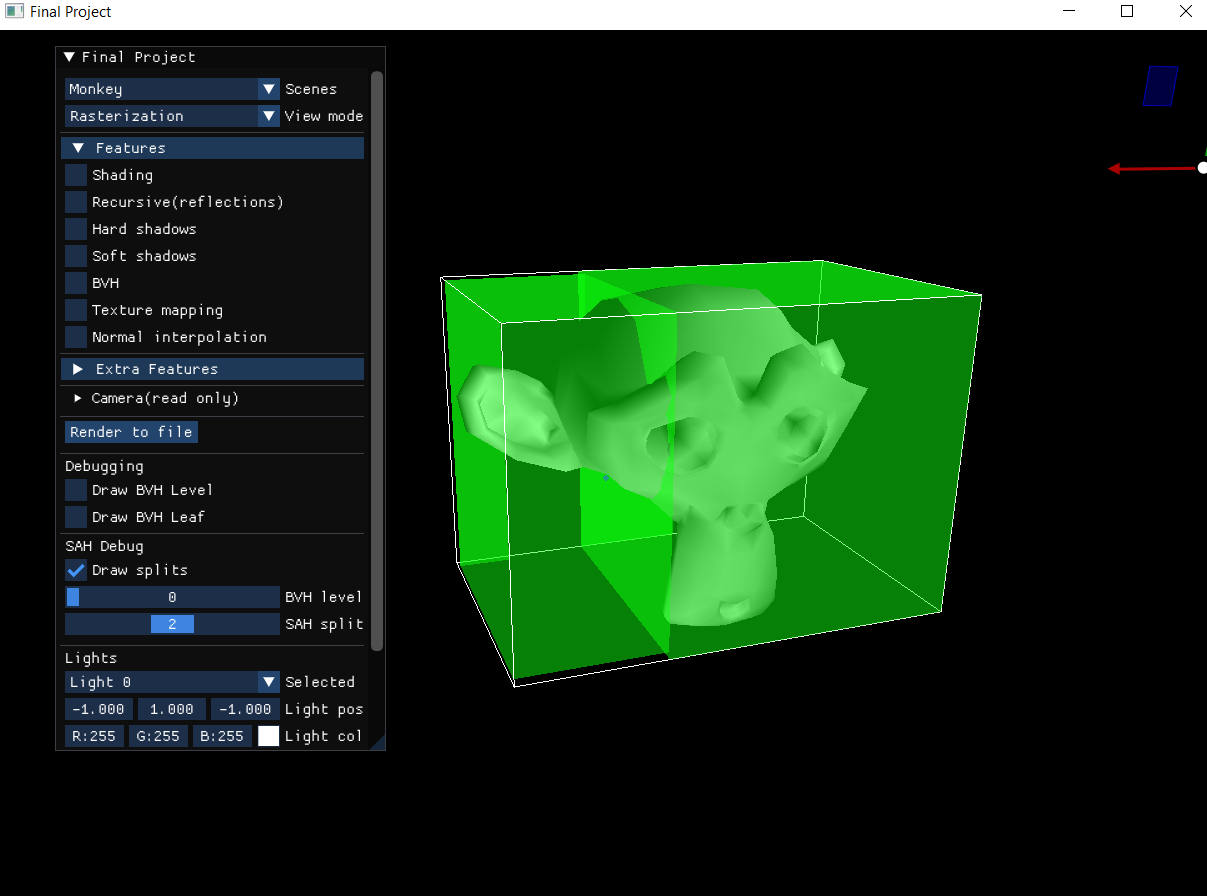 Final Project
Final Project
Monkey Scenes
Rasterization View mode
Features
Shading
Recursive(reflections)
Hard shadows
Soft shadows
BVH
Texture mapping
Normal interpolation
Extra Features
Camera(read only)
Render to file
Debugging
Draw BVH Level
Draw BVH Leaf
SAH Debug
Draw splits
0 BVH level
2 SAH split
Lights
Light 0 Selected
-1.000 1.000 -1.000 Light pos
R:255 G:255 B:255 Light col